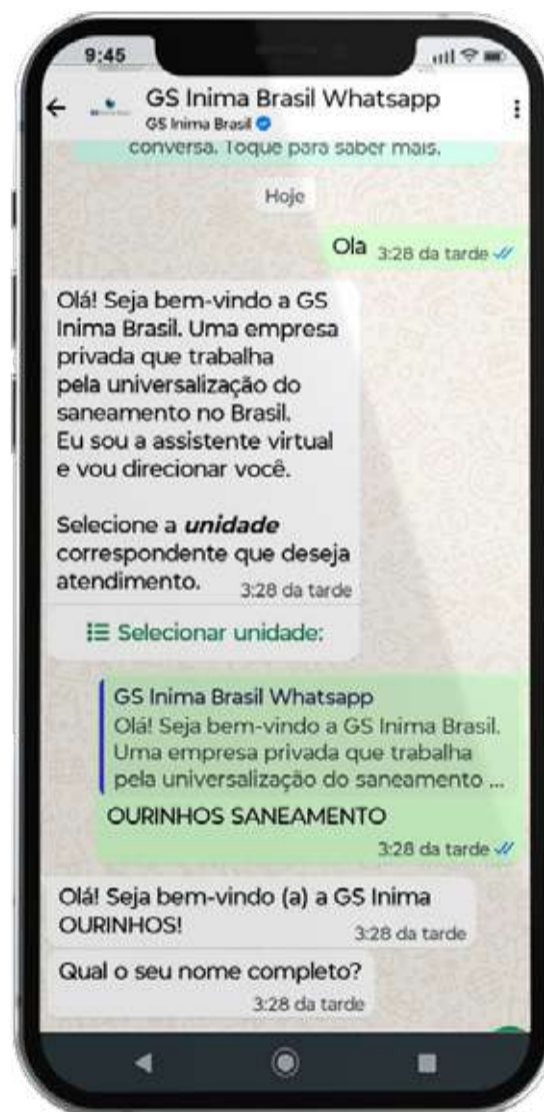 9:45
GS Inima Brasil Whatsapp
GS Inima Brasil
conversa. Toque para saber mais.
Hoje
Ola 3:28 da tarde
Olá! Seja bem-vindo a GS
Inima Brasil. Uma empresa
privada que trabalha
pela universalização do
saneamento no Brasil.
Eu sou a assistente virtual
e vou direcionar você.
Selecione a unidade
correspondente que deseja
atendimento. 3:28 da tarde
Selecionar unidade:
GS Inima Brasil Whatsapp
Olá! Seja bem-vindo a GS Inima Brasil.
Uma empresa privada que trabalha
pela universalização do saneamento ...
OURINHOS SANEAMENTO
3:28 da tarde
Olá! Seja bem-vindo (a) a GS Inima
OURINHOS! 3:28 da tarde
Qual o seu nome completo?
3:28 da tarde